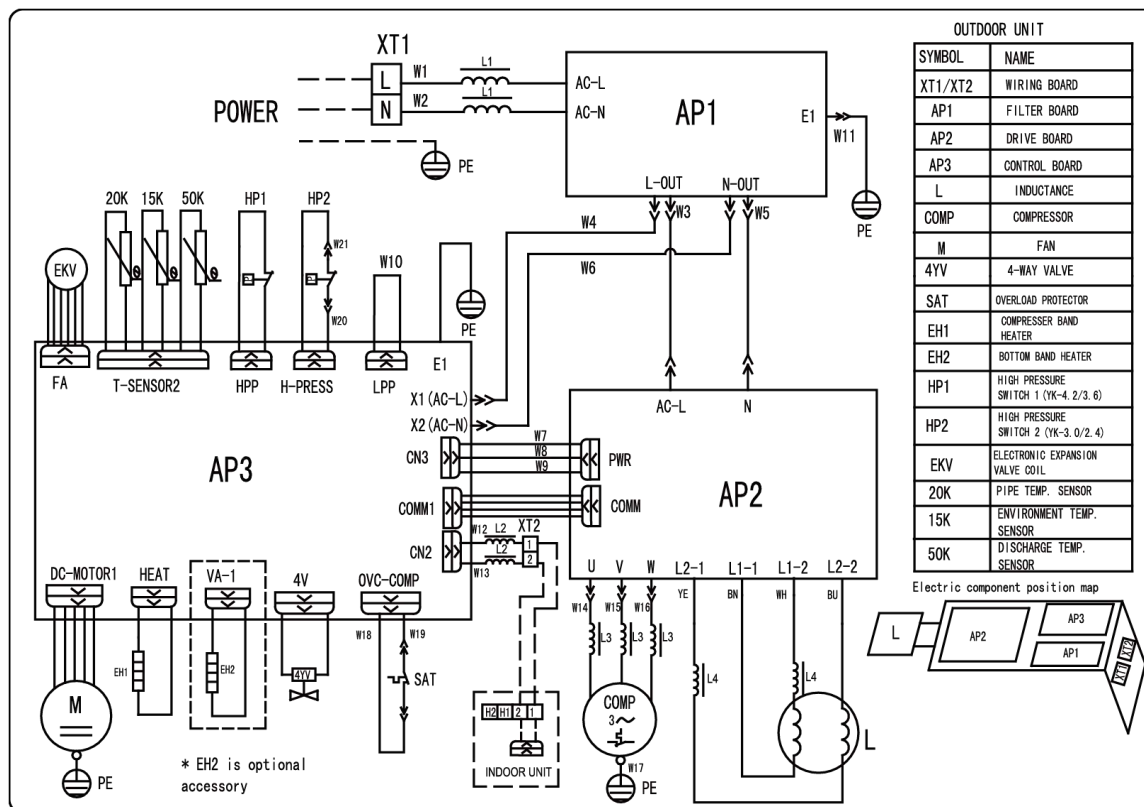 XT1
POWER
L
N
W1
W2
L1
L1
PE
AC-L
AC-N
AP1
E1
W11
PE
L-OUT
N-OUT
W3
W5
W4
W6
20K
15K
50K
HP1
HP2
W21
W20
W10
EKV
θ
θ
θ
P
P
PE
FA
T-SENSOR2
HPP
H-PRESS
LPP
E1
X1(AC-L)
X2(AC-N)
AP3
CN3
COMM1
CN2
W7
W8
W9
PWR
COMM
W12
L2
XT2
1
L2
2
W13
AC-L
N
AP2
U
V
W
L2-1
L1-1
L1-2
L2-2
YE
BN
WH
BU
W14
W15
W16
L3
L3
L3
L4
L4
L
COMP
3~
W17
PE
DC-MOTOR1
HEAT
VA-1
4V
OVC-COMP
W18
W19
EH1
EH2
4YV
SAT
M
PE
* EH2 is optional
accessory
H2
H1
2
1
INDOOR UNIT
OUTDOOR UNIT
SYMBOL NAME
XT1/XT2 WIRING BOARD
AP1 FILTER BOARD
AP2 DRIVE BOARD
AP3 CONTROL BOARD
L INDUCTANCE
COMP COMPRESSOR
M FAN
4YV 4-WAY VALVE
SAT OVERLOAD PROTECTOR
EH1 COMPRESSER BAND
HEATER
EH2 BOTTOM BAND HEATER
HP1 HIGH PRESSURE
SWITCH 1 (YK-4.2/3.6)
HP2 HIGH PRESSURE
SWITCH 2 (YK-3.0/2.4)
EKV ELECTRONIC EXPANSION
VALVE COIL
20K PIPE TEMP. SENSOR
15K ENVIRONMENT TEMP.
SENSOR
50K DISCHARGE TEMP.
SENSOR
Electric component position map
L
AP2
AP3
AP1
XT1
XT2